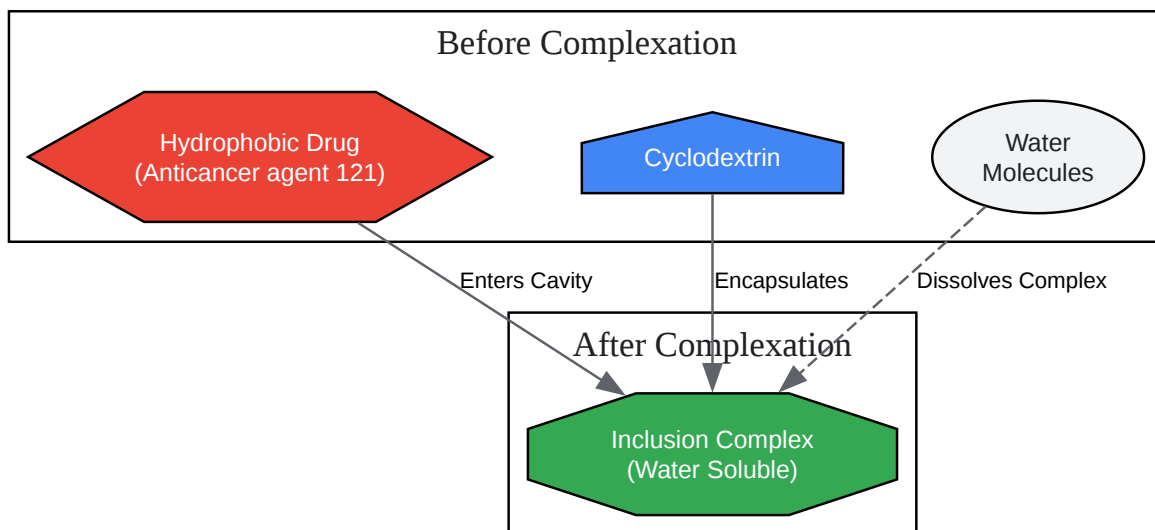 Before Complexation
Hydrophobic Drug
(Anticancer agent 121)
Cyclodextrin
Water
Molecules
Enters Cavity
Encapsulates
Dissolves Complex
After Complexation
Inclusion Complex
(Water Soluble)